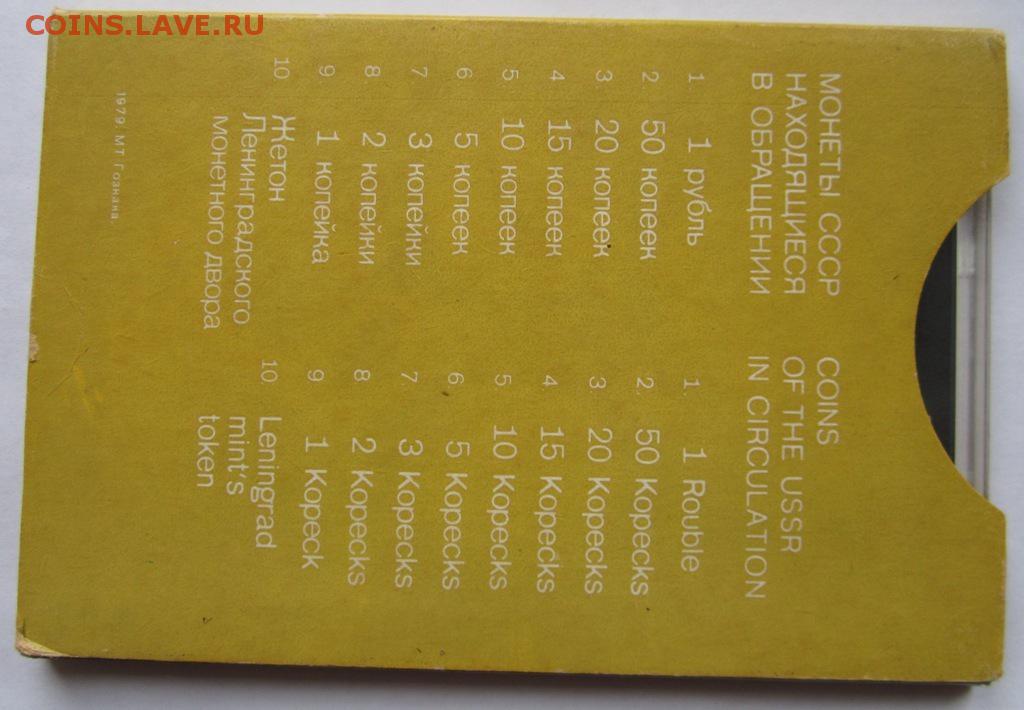 COINS.LAVE.RU
МОНЕТЫ СССР
НАХОДЯЩИЕСЯ
В ОБРАЩЕНИИ
1. 1 рубль
2. 50 копеек
3. 20 копеек
4 15 копеек
5 10 копеек
6 5 копеек
7 3 копейки
8 2 копейки
9 1 копейка
10 Жетон
Ленинградского
монетного двора
COINS
OF THE USSR
IN CIRCULATION
1. 1 Rouble
2. 50 Kopecks
3. 20 Kopecks
4 15 Kopecks
5 10 Kopecks
6 5 Kopecks
7. 3 Kopecks
8 2 Kopecks
9 1 Kopeck
10 Leningrad
mint's
token
1979 МТ Гознака